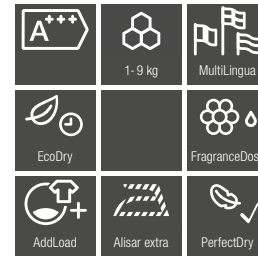 A+++
1- 9 kg
MultiLingua
EcoDry
FragranceDos
AddLoad
Alisar extra
PerfectDry